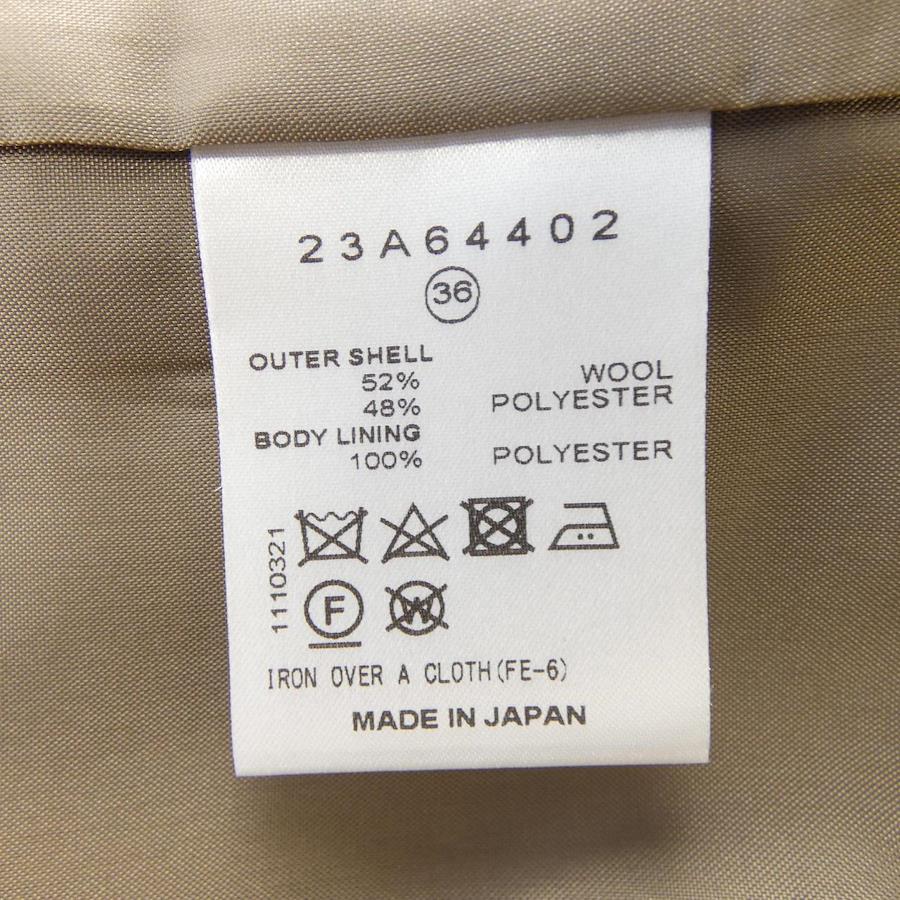 23A64402
36
OUTER SHELL
52% WOOL
48% POLYESTER
BODY LINING
100% POLYESTER
1110321
F W
IRON OVER A CLOTH(FE-6)
MADE IN JAPAN